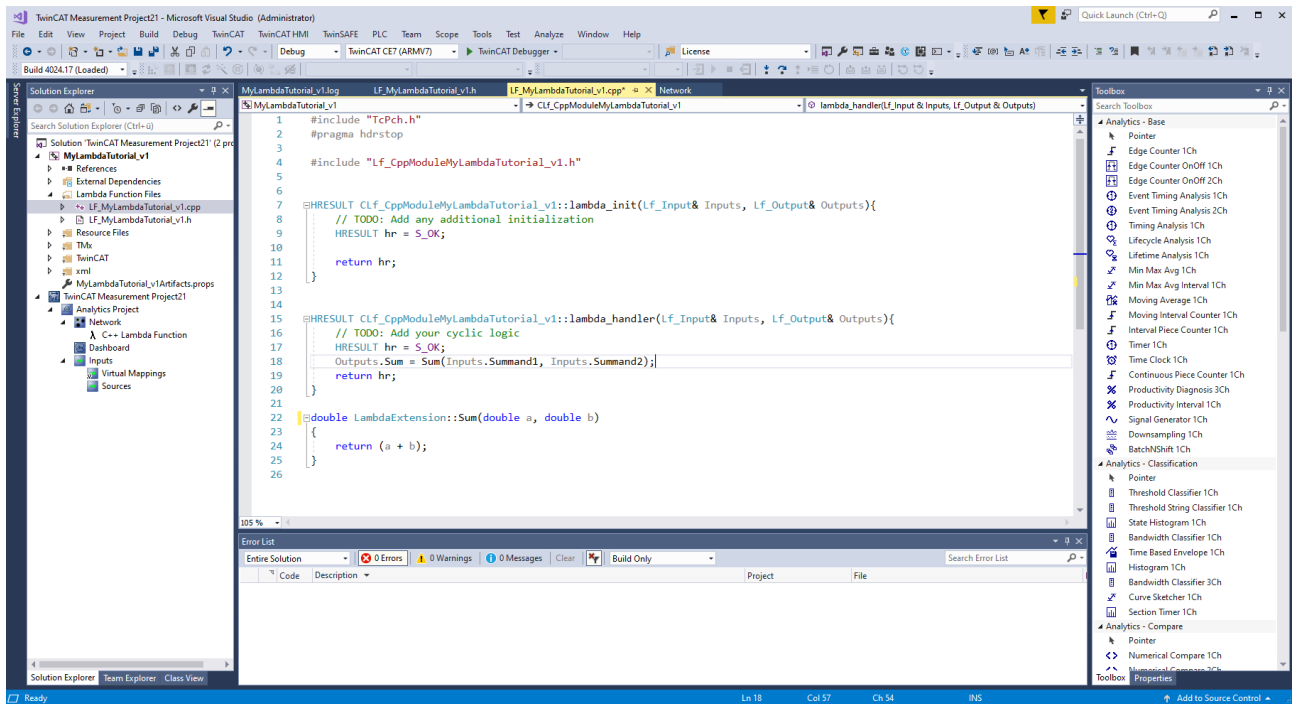 TwinCAT Measurement Project21 - Microsoft Visual Studio (Administrator)
Quick Launch (Ctrl+Q)
File Edit View Project Build Debug TwinCAT TwinCAT HMI TwinSAFE PLC Team Scope Tools Test Analyze Window Help
Debug TwinCAT CE7 (ARMV7) TwinCAT Debugger License
Build 4024.17 (Loaded)
Server Explorer
Solution Explorer
Search Solution Explorer (Ctrl+ü)
Solution 'TwinCAT Measurement Project21' (2 pro
MyLambdaTutorial_v1
References
External Dependencies
Lambda Function Files
LF_MyLambdaTutorial_v1.cpp
LF_MyLambdaTutorial_v1.h
Resource Files
TMx
TwinCAT
xml
MyLambdaTutorial_v1Artifacts.props
TwinCAT Measurement Project21
Analytics Project
Network
C++ Lambda Function
Dashboard
Inputs
Virtual Mappings
Sources
Solution Explorer Team Explorer Class View
MyLambdaTutorial_v1.log LF_MyLambdaTutorial_v1.h LF_MyLambdaTutorial_v1.cpp* Network
MyLambdaTutorial_v1 CLf_CppModuleMyLambdaTutorial_v1 lambda_handler(Lf_Input & Inputs, Lf_Output & Outputs)
1 #include "TcPch.h"
2 #pragma hdrstop
3
4 #include "Lf_CppModuleMyLambdaTutorial_v1.h"
5
6
7 HRESULT CLf_CppModuleMyLambdaTutorial_v1::lambda_init(Lf_Input& Inputs, Lf_Output& Outputs){
8 // TODO: Add any additional initialization
9 HRESULT hr = S_OK;
10
11 return hr;
12 }
13
14
15 HRESULT CLf_CppModuleMyLambdaTutorial_v1::lambda_handler(Lf_Input& Inputs, Lf_Output& Outputs){
16 // TODO: Add your cyclic logic
17 HRESULT hr = S_OK;
18 Outputs.Sum = Sum(Inputs.Summand1, Inputs.Summand2);
19 return hr;
20 }
21
22 double LambdaExtension::Sum(double a, double b)
23 {
24 return (a + b);
25 }
26
105 %
Error List
Entire Solution 0 Errors 0 Warnings 0 Messages Clear Build Only Search Error List
Code Description Project File
Toolbox
Search Toolbox
Analytics - Base
Pointer
Edge Counter 1Ch
Edge Counter OnOff 1Ch
Edge Counter OnOff 2Ch
Event Timing Analysis 1Ch
Event Timing Analysis 2Ch
Timing Analysis 1Ch
Lifecycle Analysis 1Ch
Lifetime Analysis 1Ch
Min Max Avg 1Ch
Min Max Avg Interval 1Ch
Moving Average 1Ch
Moving Interval Counter 1Ch
Interval Piece Counter 1Ch
Timer 1Ch
Time Clock 1Ch
Continuous Piece Counter 1Ch
Productivity Diagnosis 3Ch
Productivity Interval 1Ch
Signal Generator 1Ch
Downsampling 1Ch
BatchNShift 1Ch
Analytics - Classification
Pointer
Threshold Classifier 1Ch
Threshold String Classifier 1Ch
State Histogram 1Ch
Bandwidth Classifier 1Ch
Time Based Envelope 1Ch
Histogram 1Ch
Bandwidth Classifier 3Ch
Curve Sketcher 1Ch
Section Timer 1Ch
Analytics - Compare
Pointer
Numerical Compare 1Ch
Numerical Compare 2Ch
Toolbox Properties
Ready Ln 18 Col 57 Ch 54 INS Add to Source Control